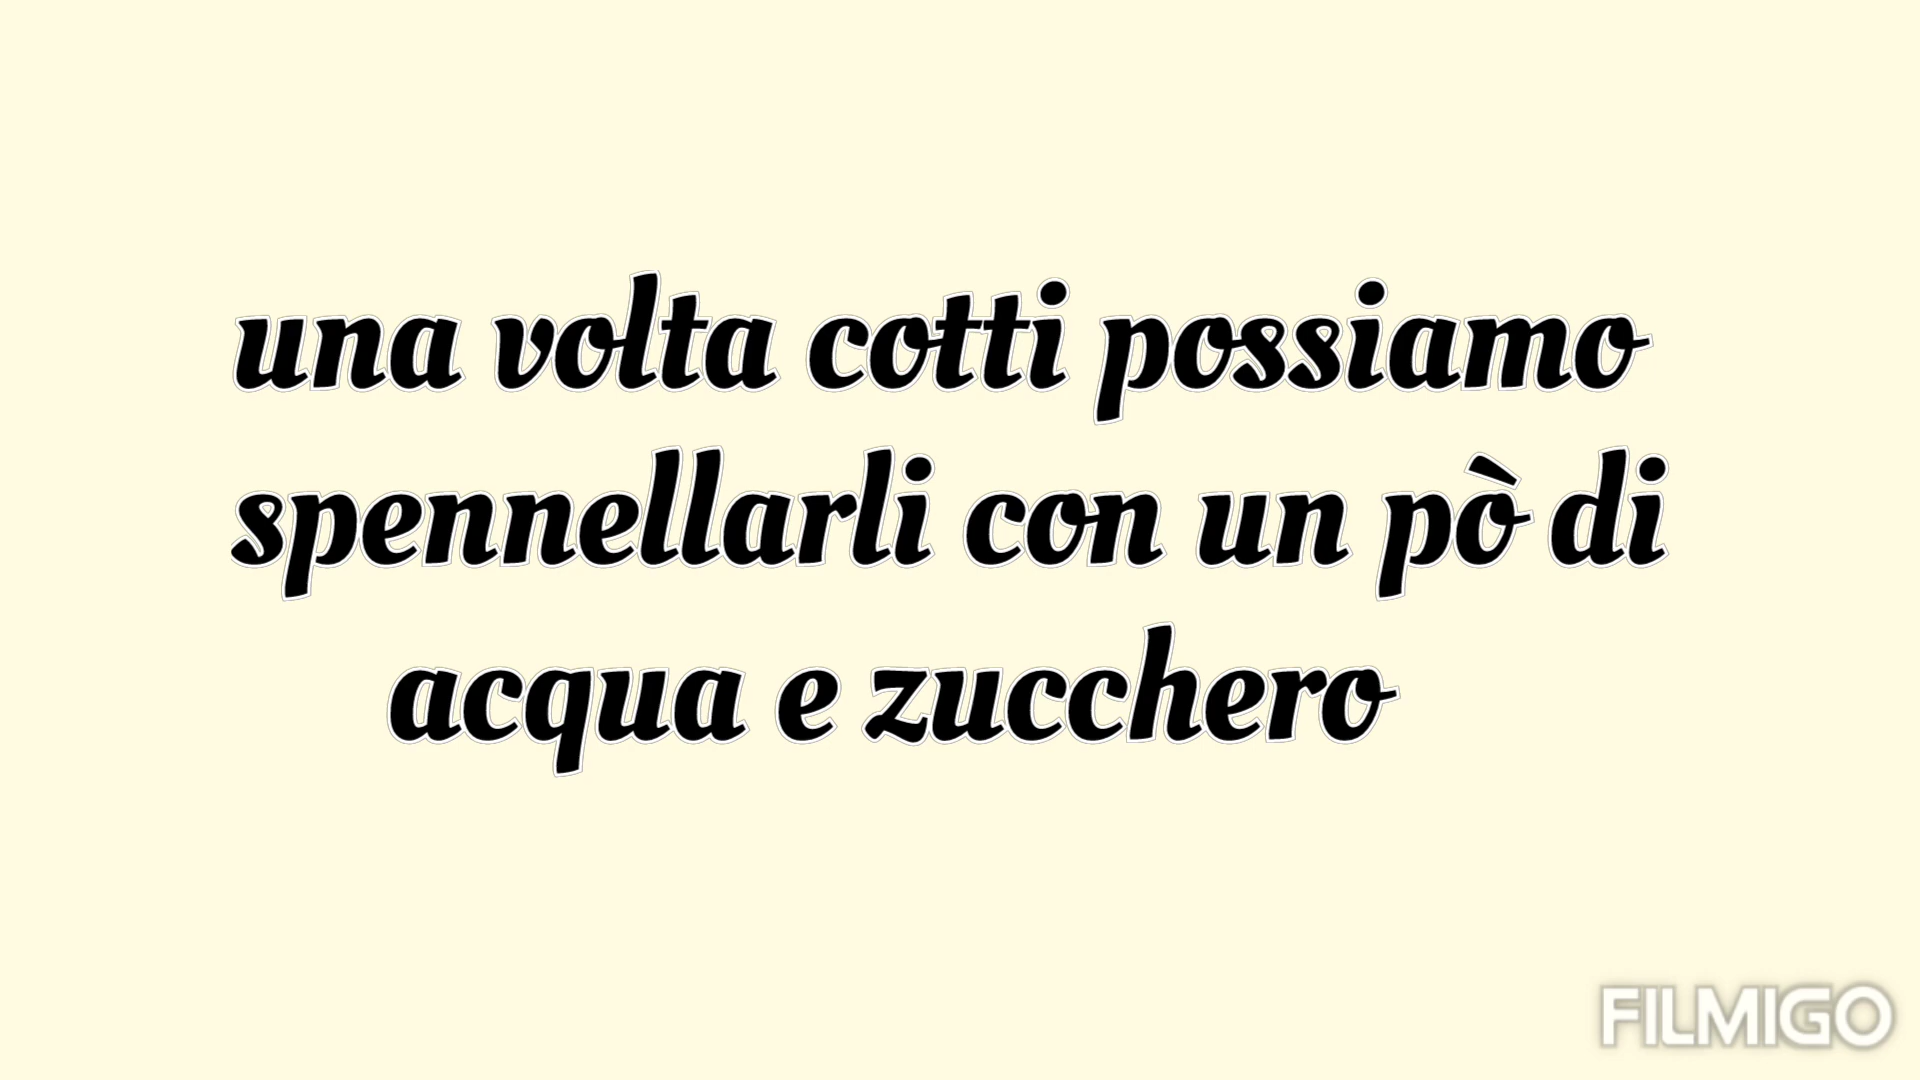 una volta cotti possiamo
spennellarli con un pò di
acqua e zucchero
FILMIGO